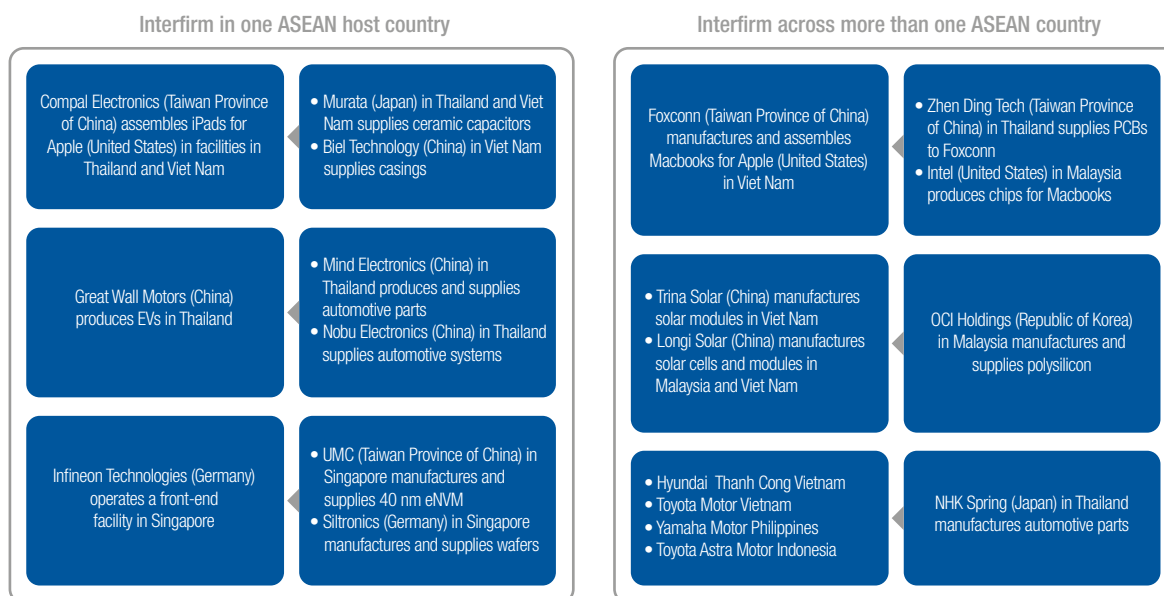 Interfirm in one ASEAN host country
Compal Electronics (Taiwan Province
of China) assembles iPads for
Apple (United States) in facilities in
Thailand and Viet Nam
• Murata (Japan) in Thailand and Viet
Nam supplies ceramic capacitors
• Biel Technology (China) in Viet Nam
supplies casings
Great Wall Motors (China)
produces EVs in Thailand
• Mind Electronics (China) in
Thailand produces and supplies
automotive parts
• Nobu Electronics (China) in Thailand
supplies automotive systems
Infineon Technologies (Germany)
operates a front-end
facility in Singapore
• UMC (Taiwan Province of China) in
Singapore manufactures and
supplies 40 nm eNVM
• Siltronics (Germany) in Singapore
manufactures and supplies wafers
Interfirm across more than one ASEAN country
Foxconn (Taiwan Province of China)
manufactures and assembles
Macbooks for Apple (United States)
in Viet Nam
• Zhen Ding Tech (Taiwan Province
of China) in Thailand supplies PCBs
to Foxconn
• Intel (United States) in Malaysia
produces chips for Macbooks
• Trina Solar (China) manufactures
solar modules in Viet Nam
• Longi Solar (China) manufactures
solar cells and modules in
Malaysia and Viet Nam
OCI Holdings (Republic of Korea)
in Malaysia manufactures and
supplies polysilicon
• Hyundai Thanh Cong Vietnam
• Toyota Motor Vietnam
• Yamaha Motor Philippines
• Toyota Astra Motor Indonesia
NHK Spring (Japan) in Thailand
manufactures automotive parts